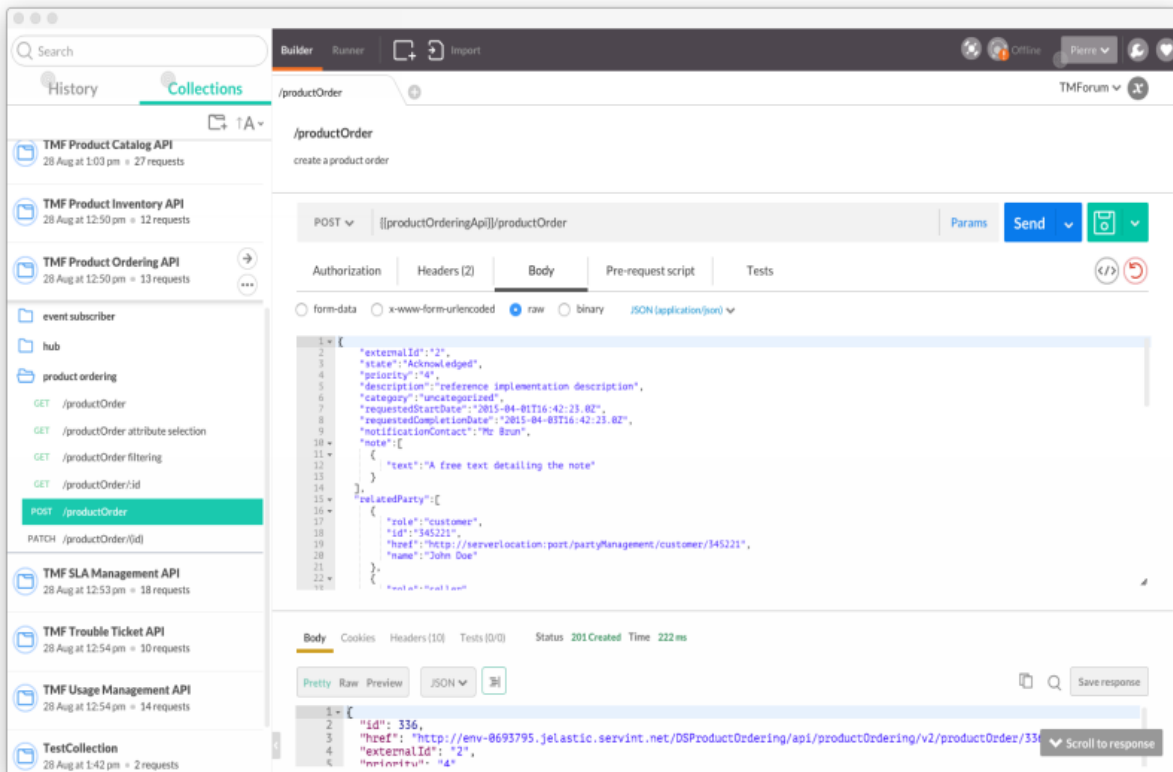 Search
History Collections
TMF Product Catalog API
28 Aug at 1:03 pm 27 requests
TMF Product Inventory API
28 Aug at 12:50 pm 12 requests
TMF Product Ordering API
28 Aug at 12:50 pm 13 requests
event subscriber
hub
product ordering
GET /productOrder
GET /productOrder attribute selection
GET /productOrder filtering
GET /productOrder/:id
POST /productOrder
PATCH /productOrder/{id}
TMF SLA Management API
28 Aug at 12:53 pm 18 requests
TMF Trouble Ticket API
28 Aug at 12:54 pm 10 requests
TMF Usage Management API
28 Aug at 12:54 pm 14 requests
TestCollection
28 Aug at 1:42 pm 2 requests
Builder Runner Import Offline Pierre
/productOrder TMForum
/productOrder
create a product order
POST {{productOrderingApi}}/productOrder Params Send
Authorization Headers (2) Body Pre-request script Tests
form-data x-www-form-urlencoded raw binary JSON (application/json)
1 {
2 "externalId":"2",
3 "state":"Acknowledged",
4 "priority":"4",
5 "description":"reference implementation description",
6 "category":"uncategorized",
7 "requestedStartDate":"2015-04-01T16:42:23.0Z",
8 "requestedCompletionDate":"2015-04-03T16:42:23.0Z",
9 "notificationContact":"Mr Brun",
10 "note":[
11 {
12 "text":"A free text detailing the note"
13 }
14 ],
15 "relatedParty":[
16 {
17 "role":"customer",
18 "id":"345221",
19 "href":"http://serverlocation:port/partyManagement/customer/345221",
20 "name":"John Doe"
21 },
22 {
23 "role":"seller",
Body Cookies Headers (10) Tests (0/0) Status 201 Created Time 222 ms
Pretty Raw Preview JSON Save response
1 {
2 "id": 336,
3 "href": "http://env-0693795.jelastic.servint.net/DSProductOrdering/api/productOrdering/v2/productOrder/336
4 "externalId": "2",
5 "priority": "4"
Scroll to response